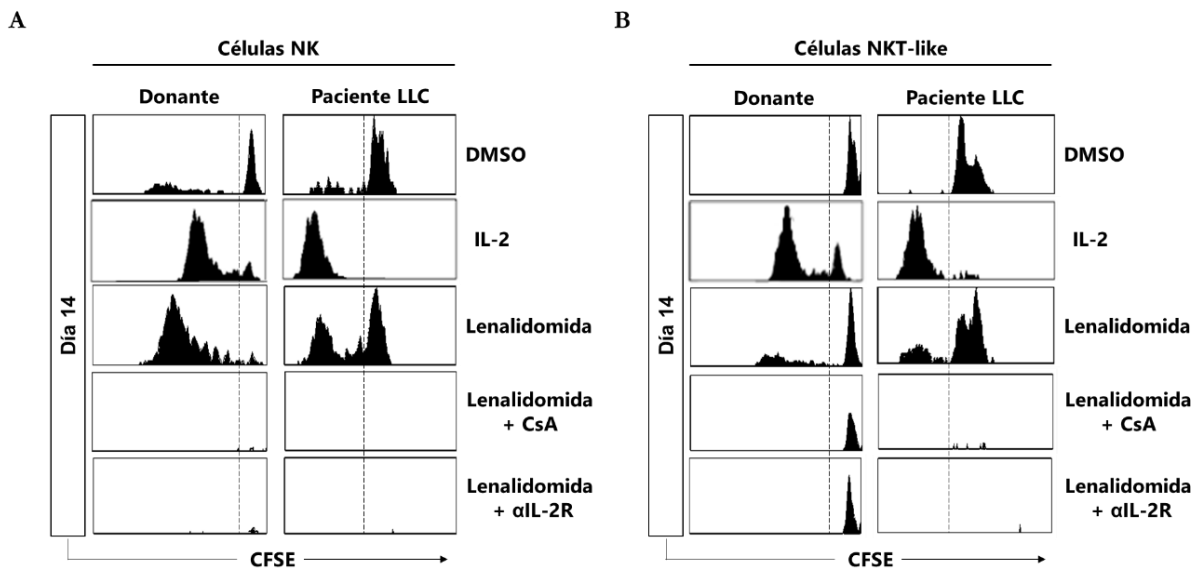 A
Células NK
Donante
Paciente LLC
DMSO
IL-2
Lenalidomida
Lenalidomida
+ CsA
Lenalidomida
+ αIL-2R
Día 14
CFSE
B
Células NKT-like
Donante
Paciente LLC
DMSO
IL-2
Lenalidomida
Lenalidomida
+ CsA
Lenalidomida
+ αIL-2R
Día 14
CFSE